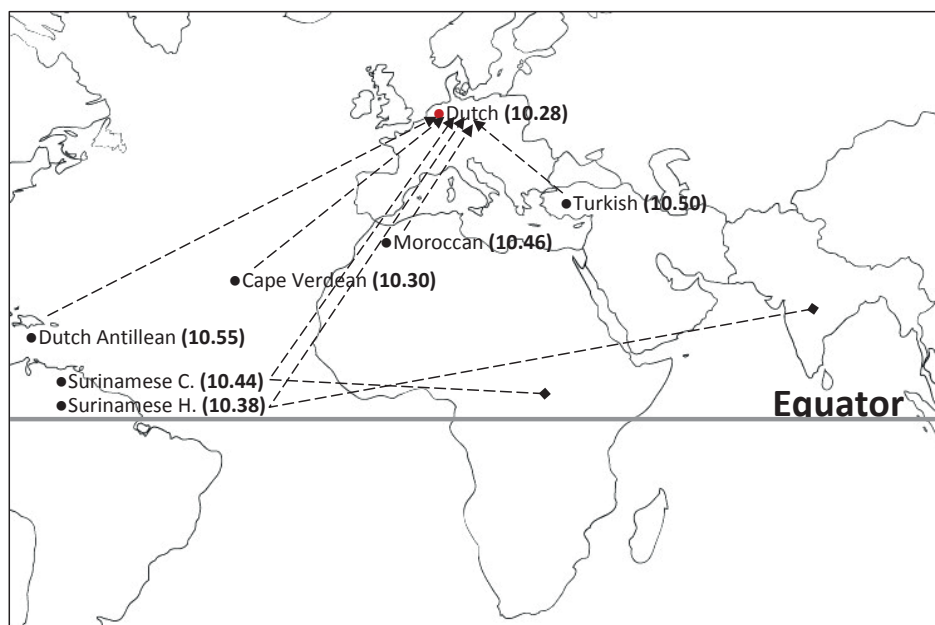 Dutch (10.28)
Turkish (10.50)
Moroccan (10.46)
Cape Verdean (10.30)
Dutch Antillean (10.55)
Surinamese C. (10.44)
Surinamese H. (10.38)
Equator